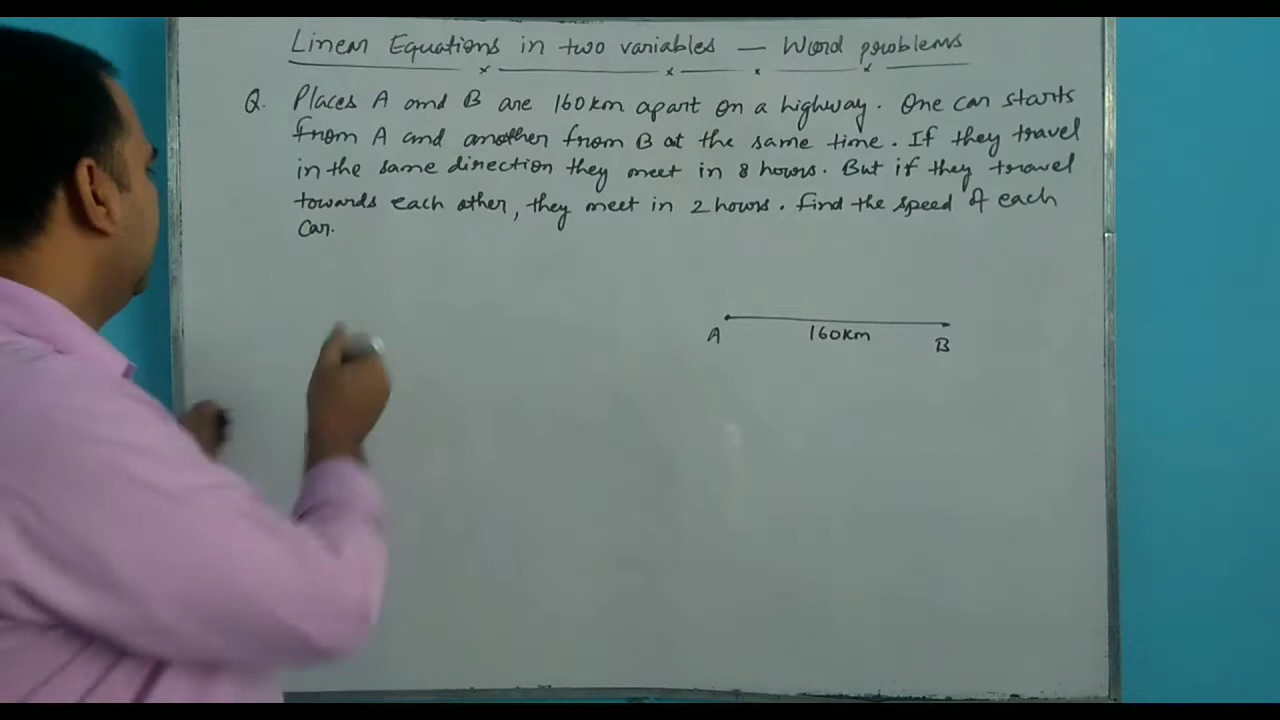 Linear Equations in two variables — Word problems
Q. Places A and B are 160km apart on a highway. One car starts
from A and another from B at the same time. If they travel
in the same direction they meet in 8 hours. But if they travel
towards each other, they meet in 2 hours. Find the speed of each
Car.
A 160km B